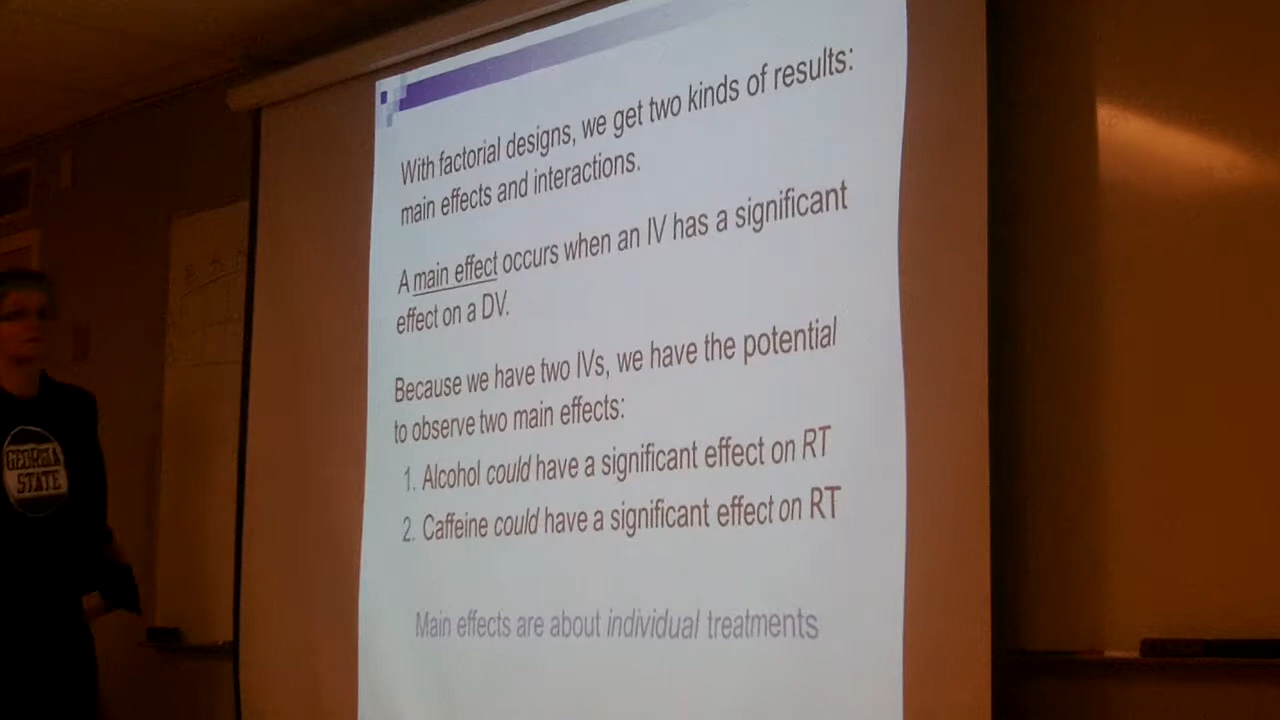 With factorial designs, we get two kinds of results:
main effects and interactions.
A main effect occurs when an IV has a significant
effect on a DV.
Because we have two IVs, we have the potential
to observe two main effects:
1. Alcohol could have a significant effect on RT
2. Caffeine could have a significant effect on RT
Main effects are about individual treatments
GEORGIA
STATE